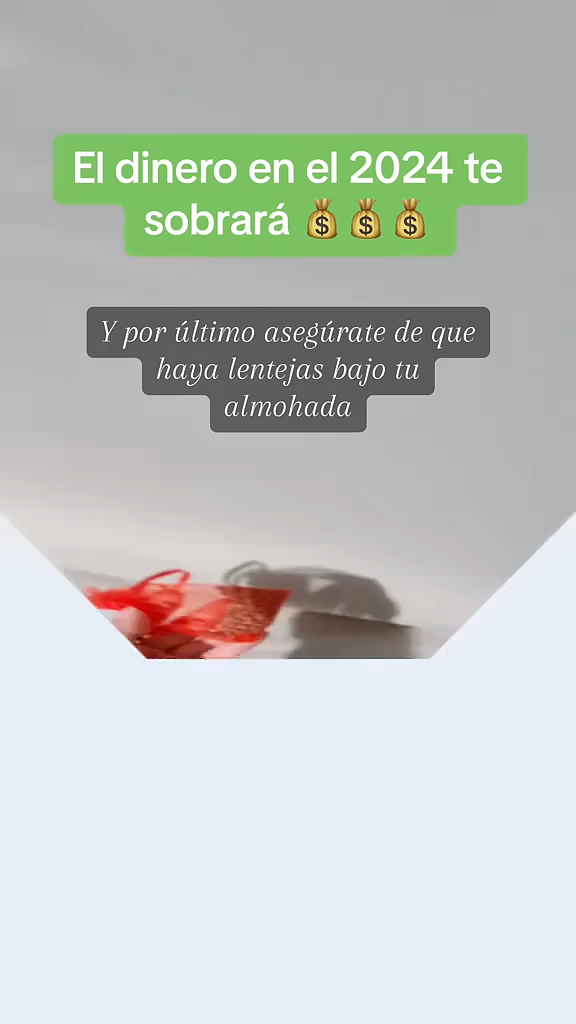 El dinero en el 2024 te
sobrará 💰💰💰
Y por último asegúrate de que
haya lentejas bajo tu
almohada